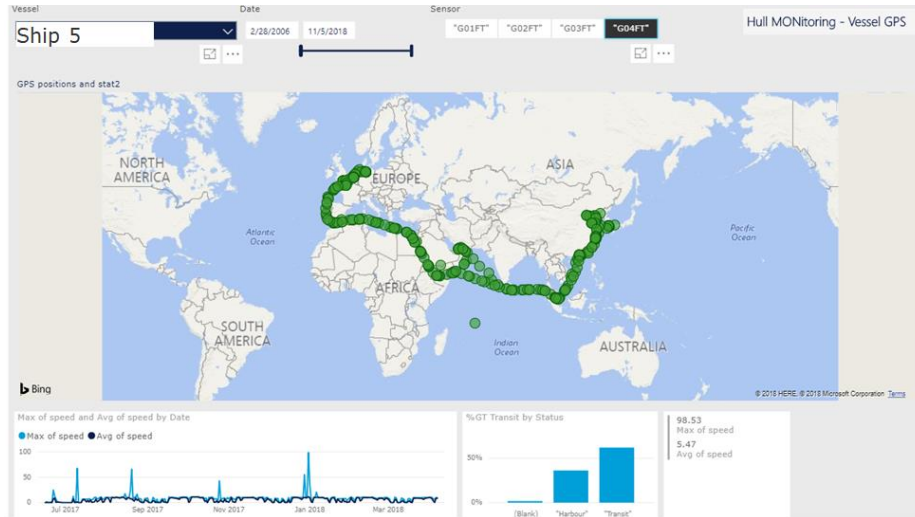 Vessel
Date
Sensor
Ship 5
2/28/2006
11/5/2018
"G01FT"
"G02FT"
"G03FT"
"G04FT"
Hull MONitoring - Vessel GPS
GPS positions and stat2
NORTH
AMERICA
EUROPE
ASIA
Atlantic
Ocean
Pacific
Ocean
AFRICA
SOUTH
AMERICA
Indian
Ocean
AUSTRALIA
Bing
© 2018 HERE, © 2018 Microsoft Corporation Terms
Max of speed and Avg of speed by Date
Max of speed Avg of speed
100
50
0
Jul 2017
Sep 2017
Nov 2017
Jan 2018
Mar 2018
%GT Transit by Status
50%
0%
(Blank)
"Harbour"
"Transit"
98.53
Max of speed
5.47
Avg of speed